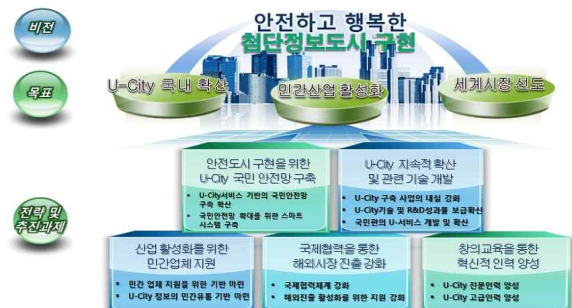 비전
안전하고 행복한
첨단정보도시 구현
목표
U-City 국내 확산
민간산업 활성화
세계시장 선도
전략 및
추진과제
안전도시 구현을 위한
U-City 국민 안전망 구축
• U-City서비스 기반의 국민안전망
구축 확산
• 국민안전망 확대를 위한 스마트
시스템 구축
U-City 지속적 확산
및 관련 기술 개발
• U-City 구축 사업의 내실 강화
• U-City기술 및 R&D성과물 보급확산
• 국민편의 U-서비스 개발 및 확산
산업 활성화를 위한
민간업체 지원
• 민간 업체 지원을 위한 기반 마련
• U-City 정보의 민간유통 기반 마련
국제협력을 통한
해외시장 진출 강화
• 국제협력체계 강화
• 해외진출 활성화를 위한 지원 강화
창의교육을 통한
혁신적 인력 양성
• U-City 전문인력 양성
• U-City 고급인력 양성